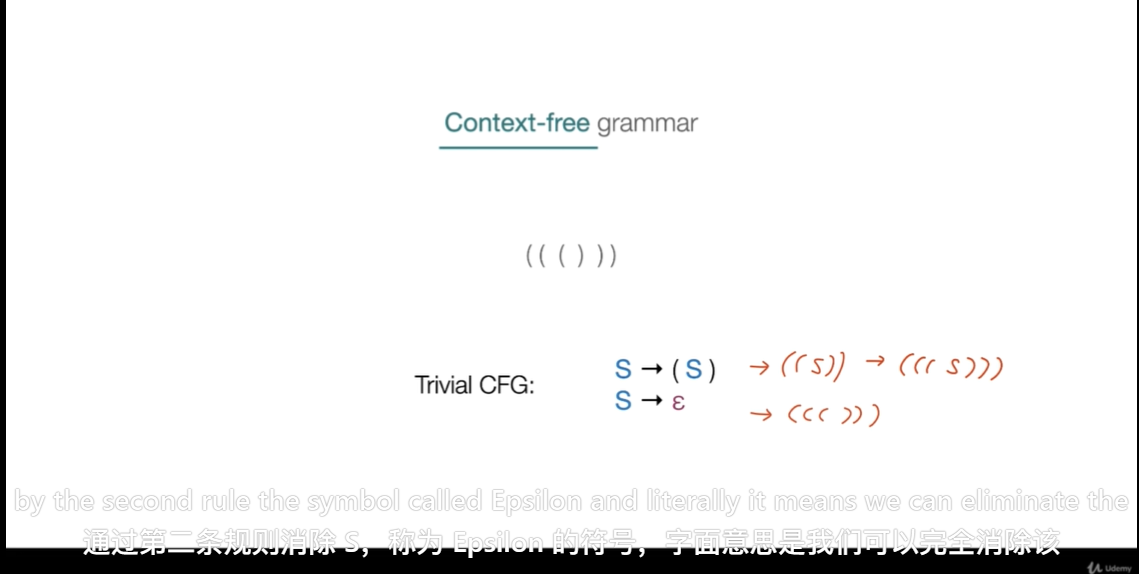 Context-free grammar
( ( ( ) ) )
Trivial CFG:
S → ( S ) → ((S)) → (((S)))
S → ε → ((( )))
by the second rule the symbol called Epsilon and literally it means we can eliminate the
通过第二条规则消除 S，称为 Epsilon 的符号，字面意思是我们可以完全消除该
Udemy